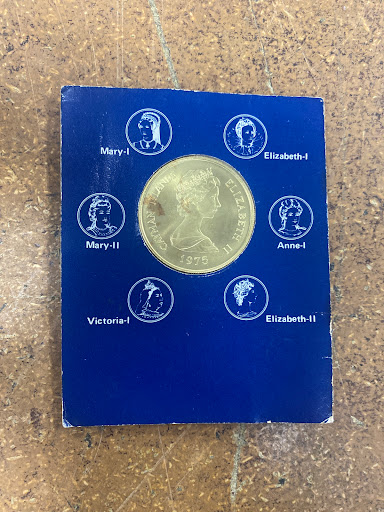 Mary-I
Elizabeth-I
CAYMAN ISLANDS
ELIZABETH II
1975
Mary-II
Anne-I
Victoria-I
Elizabeth-II